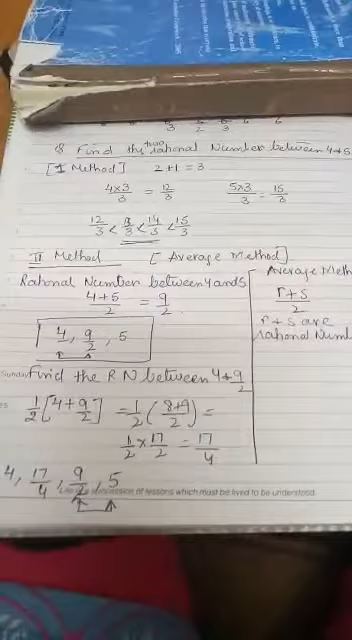 Q Find the two rational Number between 4 & 5
[I Method] 2+1 = 3
4×3/3 = 12/3 5×3/3 = 15/3
12/3 < 13/3 < 14/3 < 15/3
II Method [Average Method]
Rational Number between 4 and 5
4+5/2 = 9/2
4, 9/2, 5
Average Meth
r+s/2
r + s are
rational Num
Sunday
Find the RN between 4 & 9/2
1/2 [4 + 9/2] = 1/2 (8+9/2) =
1/2 × 17/2 = 17/4
4, 17/4, 9/2, 5
of lessons which must be lived to be understood